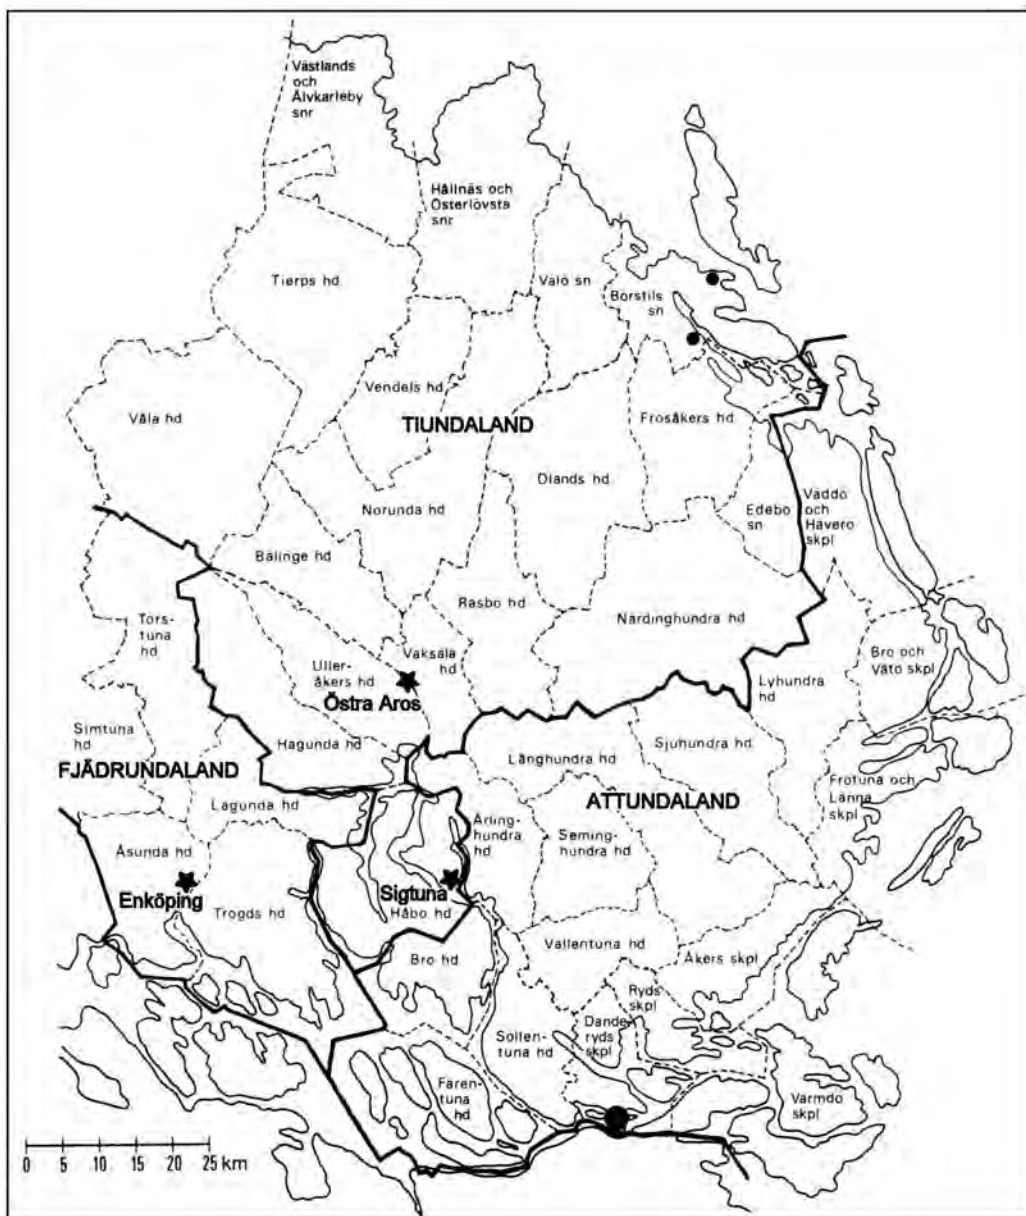 Västlands
och
Älvkarleby
snr
Hållnäs och
Österlövsta
snr
Tierps hd
Valö sn
Börstils
sn
Vendels hd
Våla hd
TIUNDALAND
Frösåkers hd
Olands hd
Norunda hd
Edebo
sn
Väddö
och
Häverö
skpl
Bälinge hd
Rasbo hd
Närdinghundra hd
Tors-
tuna
hd
Vaksala
hd
Bro och
Vätö skpl
Uller-
åkers hd
Östra Aros
Lyhundra
hd
Simtuna
hd
Hagunda hd
Sjuhundra hd
Långhundra hd
FJÄDRUNDALAND
Frötuna och
Länna
skpl
Lagunda hd
ATTUNDALAND
Ärling-
hundra
hd
Seming-
hundra hd
Åsunda hd
Enköping
Sigtuna
Trögds hd
Håbo hd
Vallentuna hd
Bro hd
Åkers skpl
Ryds
skpl
Dande-
ryds
skpl
Sollen-
tuna hd
Fären-
tuna
hd
Värmdö
skpl
0 5 10 15 20 25 km